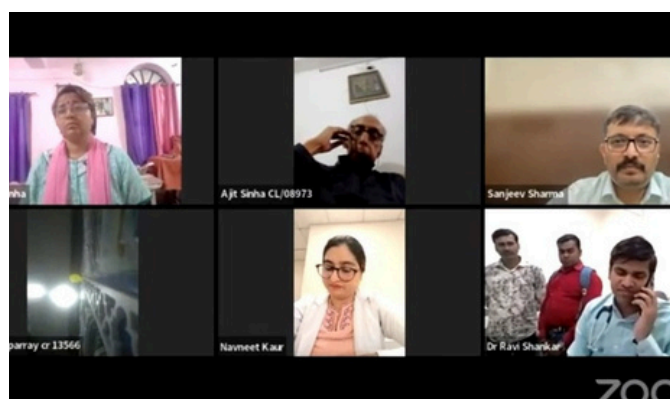 nha
Ajit Sinha CL/08973
Sanjeev Sharma
parray cr 13566
Navneet Kaur
Dr Ravi Shankar
zoo